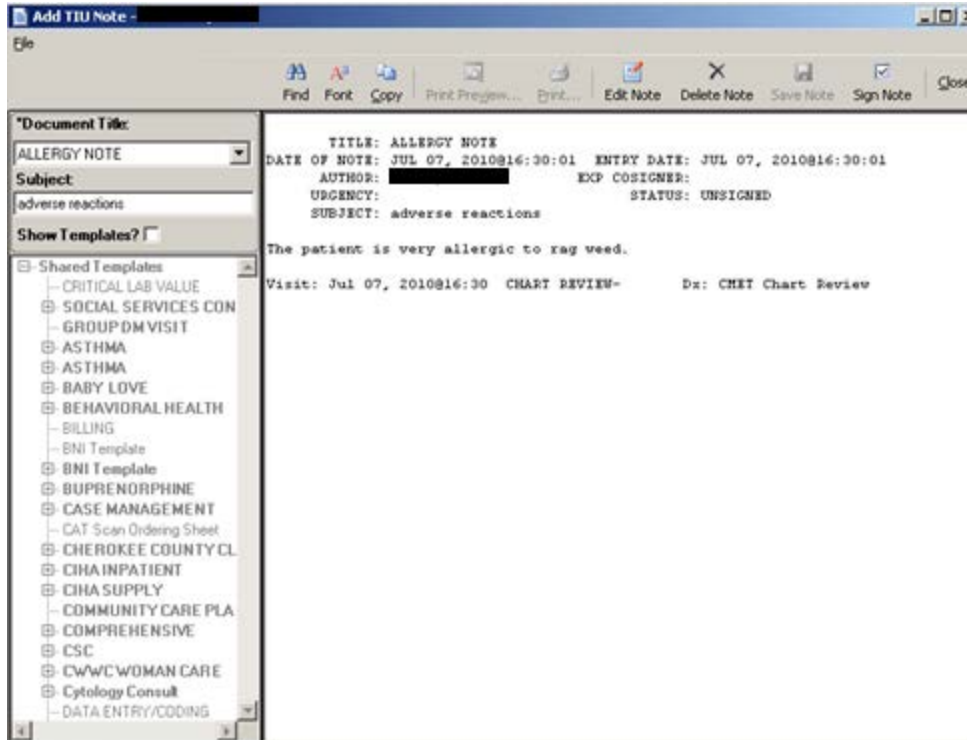 Add TIU Note -
File
Find Font Copy Print Preview... Print... Edit Note Delete Note Save Note Sign Note Close
*Document Title:
ALLERGY NOTE
Subject
adverse reactions
Show Templates?
Shared Templates
CRITICAL LAB VALUE
SOCIAL SERVICES CON
GROUP DM VISIT
ASTHMA
ASTHMA
BABY LOVE
BEHAVIORAL HEALTH
BILLING
BNI Template
BNI Template
BUPRENORPHINE
CASE MANAGEMENT
CAT Scan Ordering Sheet
CHEROKEE COUNTY CL
CIHA INPATIENT
CIHA SUPPLY
COMMUNITY CARE PLA
COMPREHENSIVE
CSC
CWWC WOMAN CARE
Cytology Consult
DATA ENTRY/CODING
TITLE: ALLERGY NOTE
DATE OF NOTE: JUL 07, 2010@16:30:01 ENTRY DATE: JUL 07, 2010@16:30:01
AUTHOR: EXP COSIGNER:
URGENCY: STATUS: UNSIGNED
SUBJECT: adverse reactions
The patient is very allergic to rag weed.
Visit: Jul 07, 2010@16:30 CHART REVIEW- Dx: CMET Chart Review